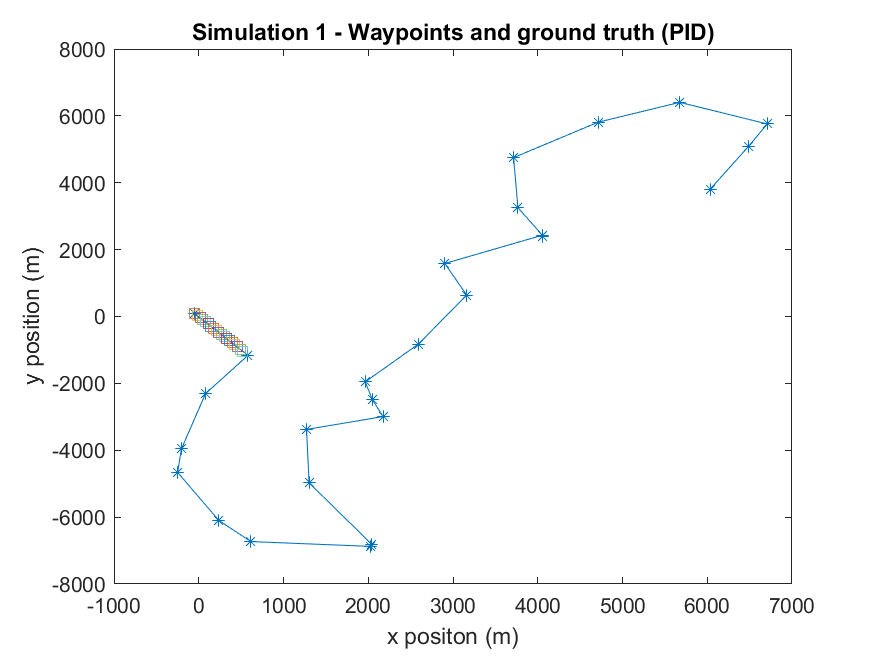 Simulation 1 - Waypoints and ground truth (PID)
8000
6000
4000
2000
0
-2000
-4000
-6000
-8000
y position (m)
-1000 0 1000 2000 3000 4000 5000 6000 7000
x positon (m)